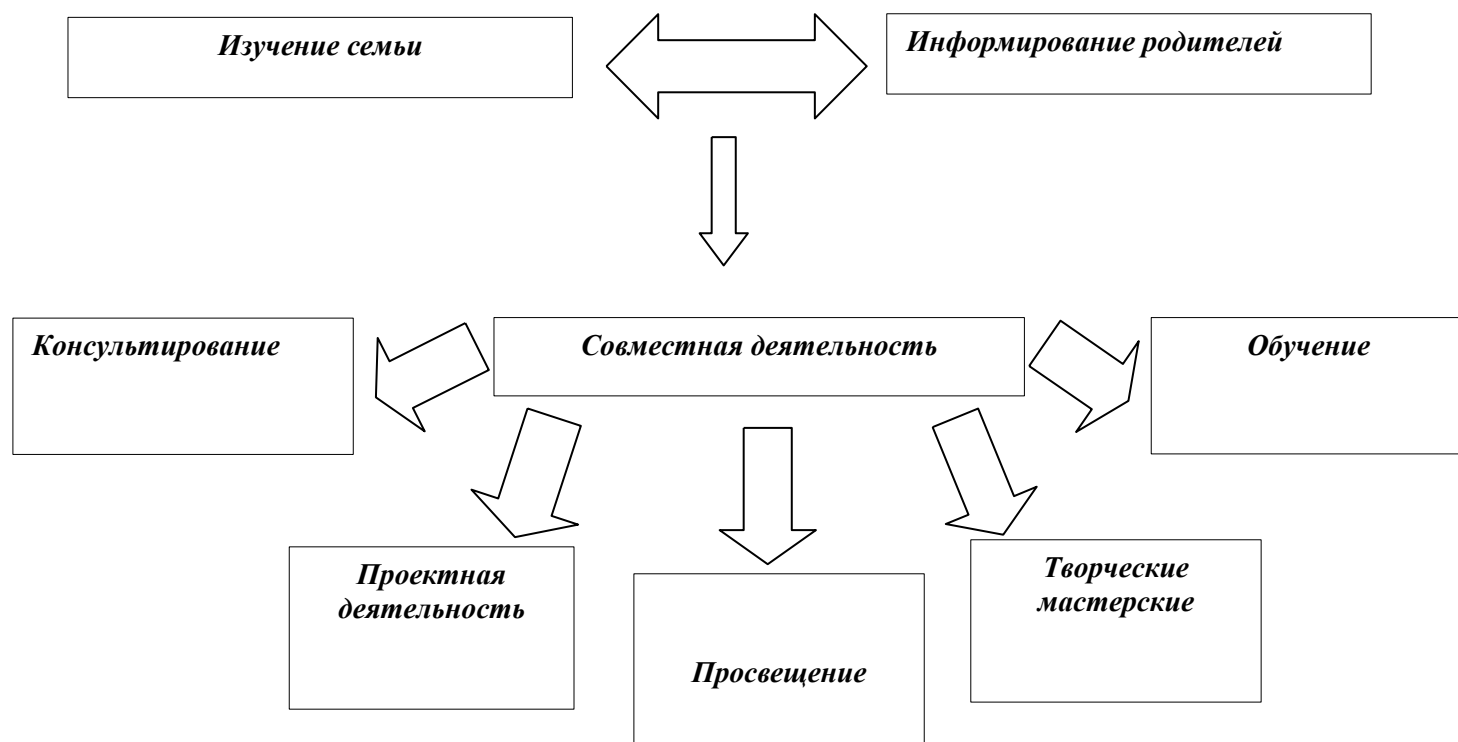 Изучение семьи
Информирование родителей
Консультирование
Совместная деятельность
Обучение
Проектная
деятельность
Просвещение
Творческие
мастерские